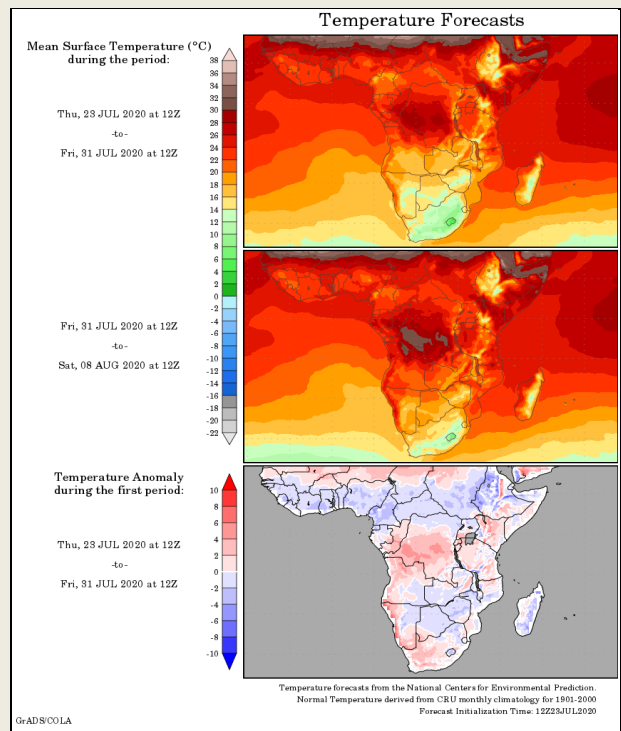 Temperature Forecasts
Mean Surface Temperature (°C)
during the period:
Thu, 23 JUL 2020 at 12Z
-to-
Fri, 31 JUL 2020 at 12Z
38
36
34
32
30
28
26
24
22
20
18
16
14
12
10
8
6
4
2
0
-2
-4
-6
-8
-10
-12
-14
-16
-18
-20
-22
Fri, 31 JUL 2020 at 12Z
-to-
Sat, 08 AUG 2020 at 12Z
Temperature Anomaly
during the first period:
Thu, 23 JUL 2020 at 12Z
-to-
Fri, 31 JUL 2020 at 12Z
10
8
6
4
2
0
-2
-4
-6
-8
-10
Temperature forecasts from the National Centers for Environmental Prediction.
Normal Temperature derived from CRU monthly climatology for 1901-2000
Forecast Initialization Time: 12Z23JUL2020
GrADS/COLA